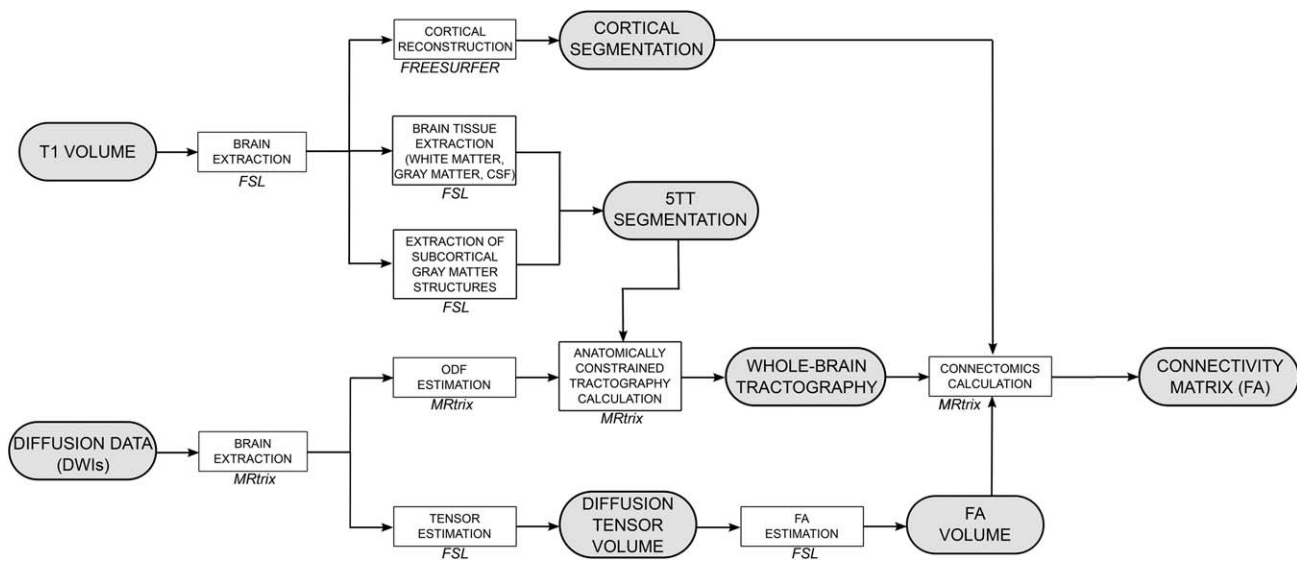 CORTICAL
RECONSTRUCTION
FREESURFER
CORTICAL
SEGMENTATION
T1 VOLUME
BRAIN
EXTRACTION
FSL
BRAIN TISSUE
EXTRACTION
(WHITE MATTER,
GRAY MATTER, CSF)
FSL
5TT
SEGMENTATION
EXTRACTION OF
SUBCORTICAL
GRAY MATTER
STRUCTURES
FSL
ODF
ESTIMATION
MRtrix
ANATOMICALLY
CONSTRAINED
TRACTOGRAPHY
CALCULATION
MRtrix
WHOLE-BRAIN
TRACTOGRAPHY
CONNECTOMICS
CALCULATION
MRtrix
CONNECTIVITY
MATRIX (FA)
DIFFUSION DATA
(DWIs)
BRAIN
EXTRACTION
MRtrix
TENSOR
ESTIMATION
FSL
DIFFUSION
TENSOR
VOLUME
FA
ESTIMATION
FSL
FA
VOLUME